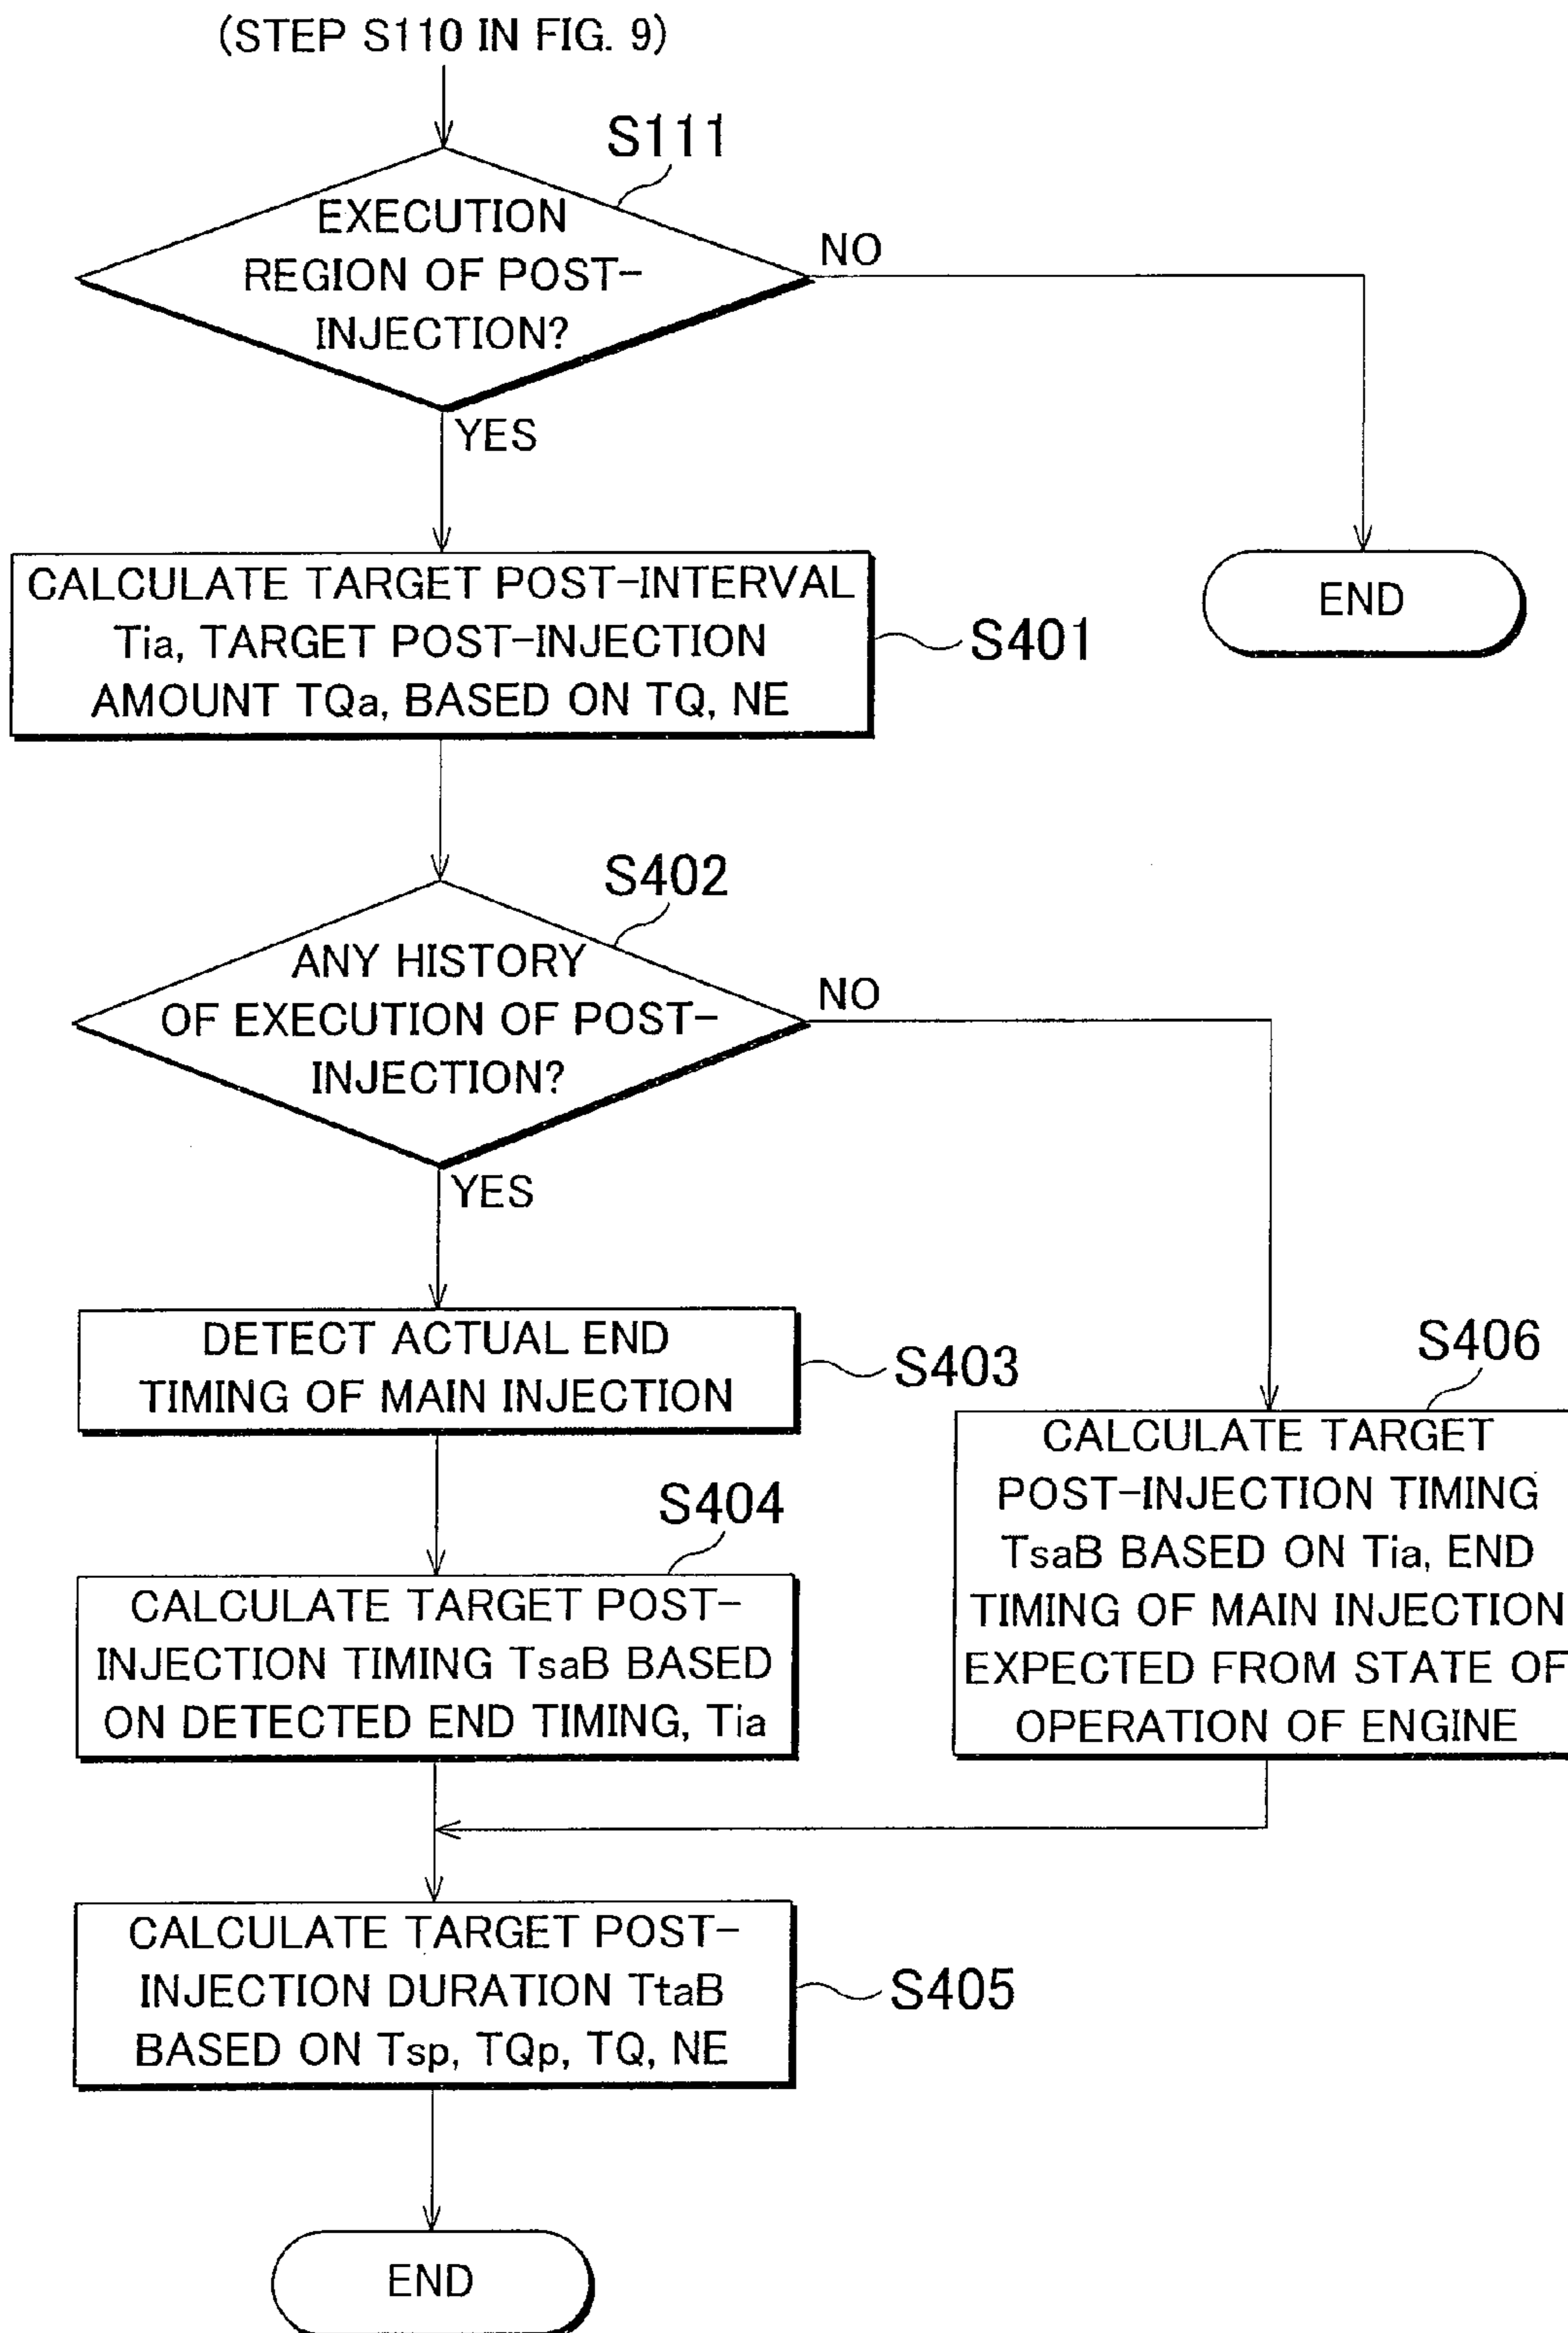 (STEP S110 IN FIG. 9)
S111
EXECUTION
REGION OF POST-
INJECTION?
NO
YES
END
CALCULATE TARGET POST-INTERVAL
Tia, TARGET POST-INJECTION
AMOUNT TQa, BASED ON TQ, NE
S401
S402
ANY HISTORY
OF EXECUTION OF POST-
INJECTION?
NO
YES
DETECT ACTUAL END
TIMING OF MAIN INJECTION
S403
S406
CALCULATE TARGET
POST-INJECTION TIMING
TsaB BASED ON Tia, END
TIMING OF MAIN INJECTION
EXPECTED FROM STATE OF
OPERATION OF ENGINE
S404
CALCULATE TARGET POST-
INJECTION TIMING TsaB BASED
ON DETECTED END TIMING, Tia
CALCULATE TARGET POST-
INJECTION DURATION TtaB
BASED ON Tsp, TQp, TQ, NE
S405
END